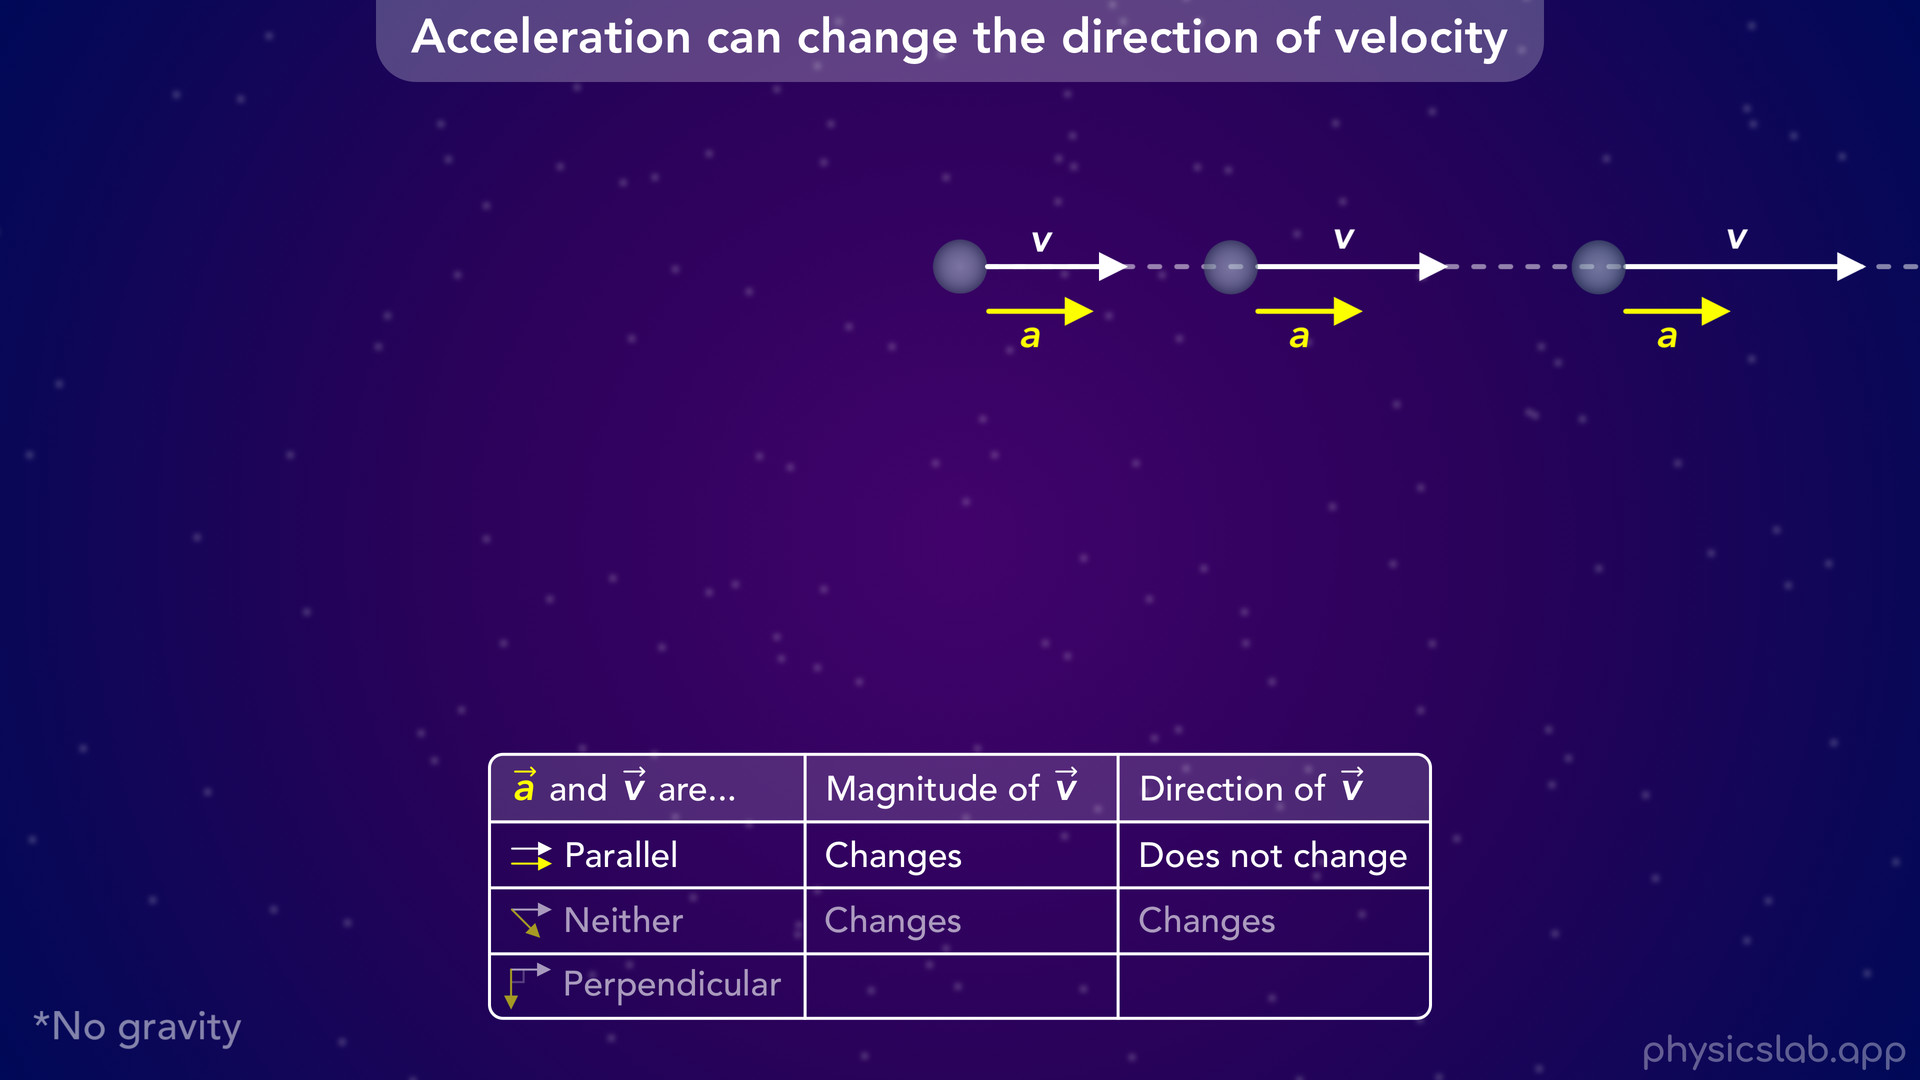 Acceleration can change the direction of velocity
v v v
a a a
a and v are... Magnitude of v Direction of v
Parallel Changes Does not change
Neither Changes Changes
Perpendicular
*No gravity
physicslab.app